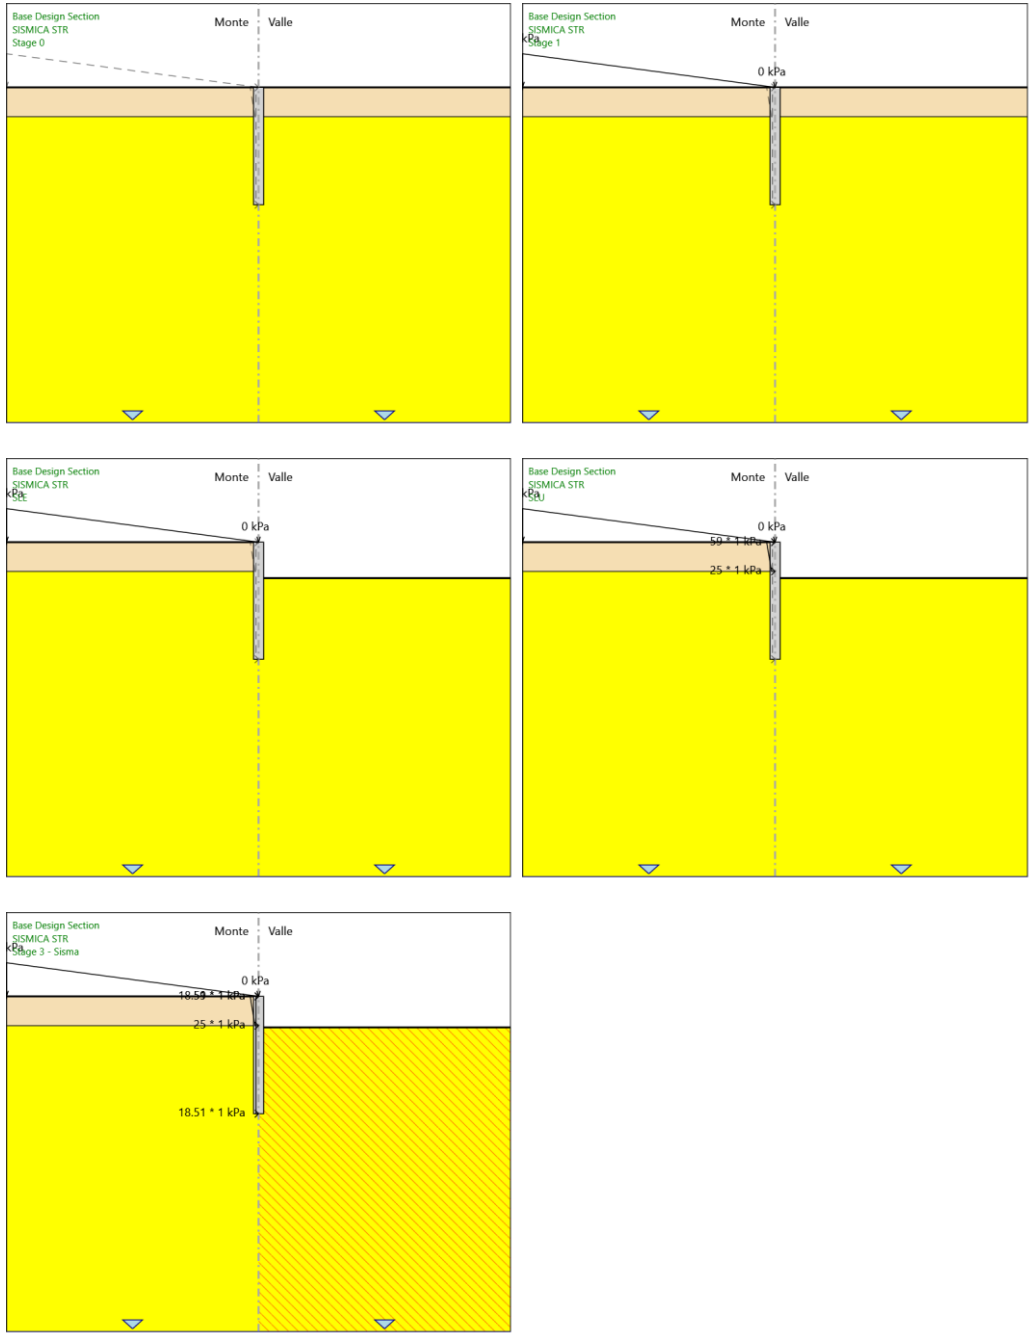 Base Design Section
SISMICA STR
Stage 0
Monte
Valle
Base Design Section
SISMICA STR
Stage 1
kPa
Monte
Valle
0 kPa
Base Design Section
SISMICA STR
SLE
kPa
Monte
Valle
0 kPa
Base Design Section
SISMICA STR
SLU
kPa
Monte
Valle
0 kPa
59 * 1 kPa
25 * 1 kPa
Base Design Section
SISMICA STR
Stage 3 - Sisma
kPa
Monte
Valle
0 kPa
25 * 1 kPa
18.51 * 1 kPa